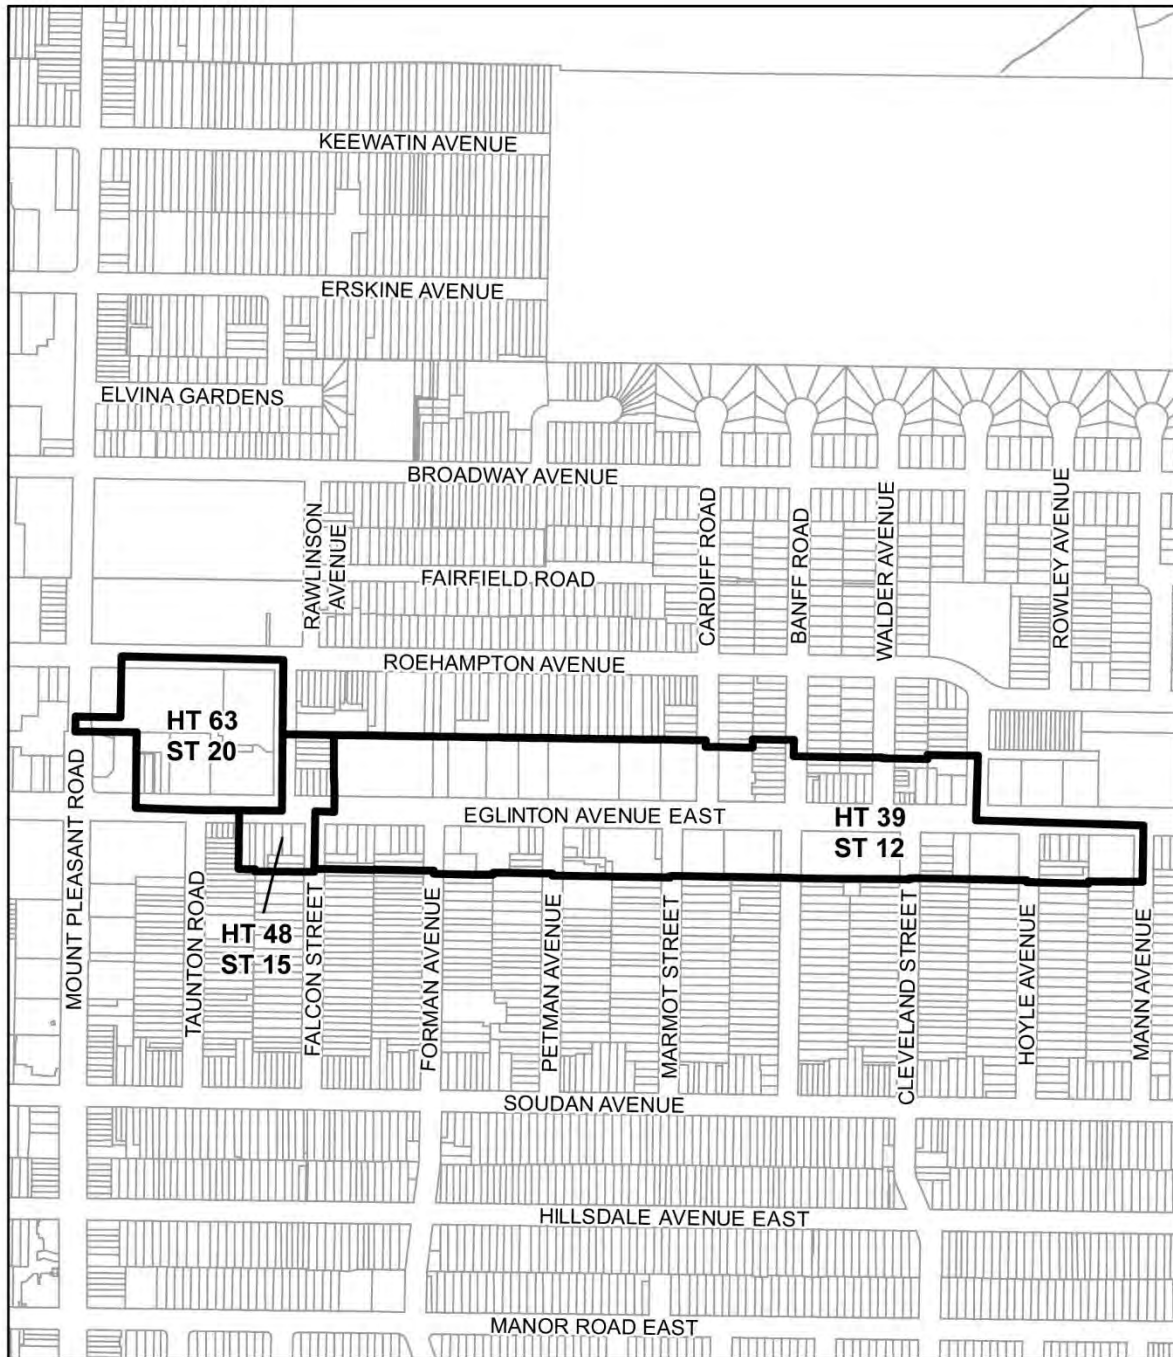 KEEWATIN AVENUE
ERSKINE AVENUE
ELVINA GARDENS
BROADWAY AVENUE
RAWLINSON
AVENUE
FAIRFIELD ROAD
CARDIFF ROAD
BANFF ROAD
WALDER AVENUE
ROWLEY AVENUE
ROEHAMPTON AVENUE
HT 63
ST 20
MOUNT PLEASANT ROAD
EGLINTON AVENUE EAST
HT 39
ST 12
TAUNTON ROAD
HT 48
ST 15
FALCON STREET
FORMAN AVENUE
PETMAN AVENUE
MARMOT STREET
CLEVELAND STREET
HOYLE AVENUE
MANN AVENUE
SOUDAN AVENUE
HILLSDALE AVENUE EAST
MANOR ROAD EAST